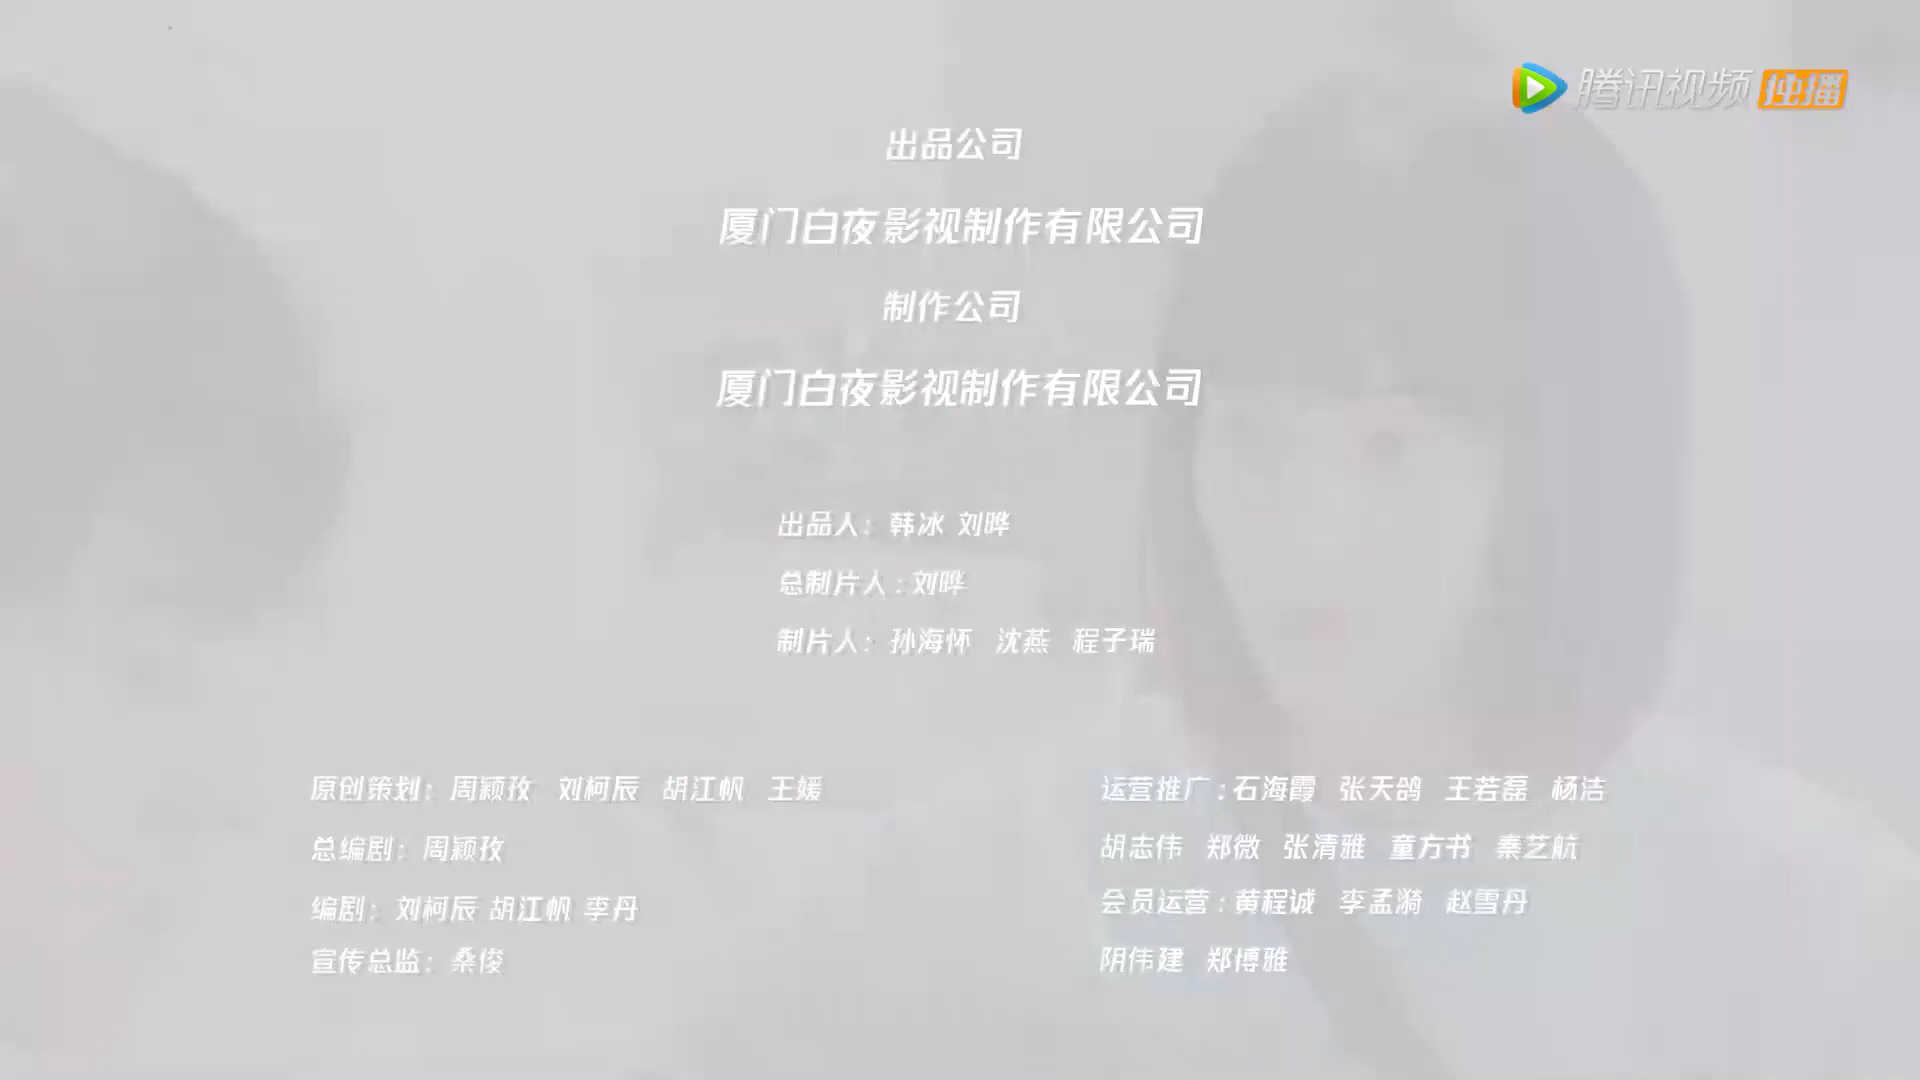 腾讯视频 独播
出品公司
厦门白夜影视制作有限公司
制作公司
厦门白夜影视制作有限公司
出品人：韩冰 刘晔
总制片人：刘晔
制片人：孙海怀 沈燕 程子瑞
原创策划：周颖孜 刘柯辰 胡江帆 王媛
总编剧：周颖孜
编剧：刘柯辰 胡江帆 李丹
宣传总监：桑俊
运营推广：石海霞 张天鸽 王若磊 杨洁
胡志伟 郑微 张清雅 童方书 秦艺航
会员运营：黄程诚 李孟漪 赵雪丹
阴伟建 郑博雅